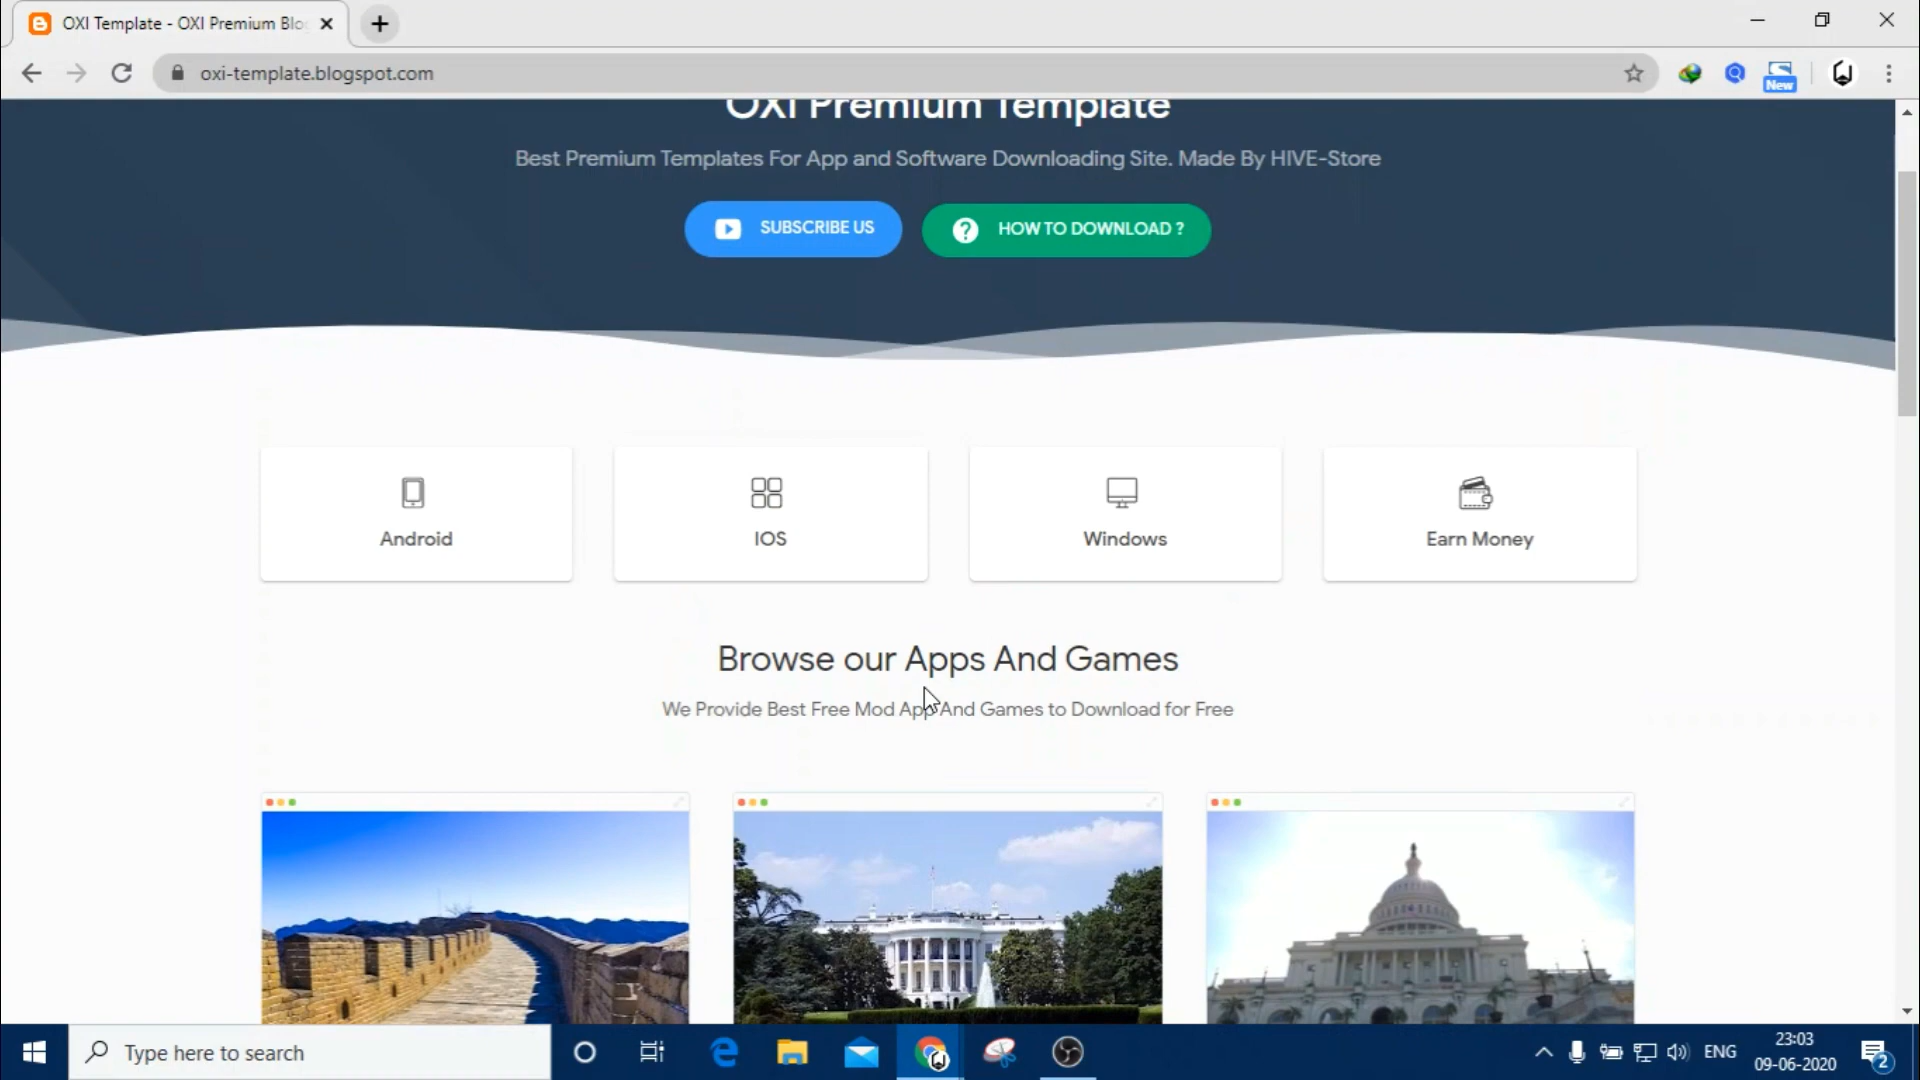 OXI Template - OXI Premium Blo
oxi-template.blogspot.com
New
OXI Premium Template
Best Premium Templates For App and Software Downloading Site. Made By HIVE-Store
SUBSCRIBE US
HOW TO DOWNLOAD ?
Android
IOS
Windows
Earn Money
Browse our Apps And Games
We Provide Best Free Mod App And Games to Download for Free
Type here to search
ENG
23:03
09-06-2020
2